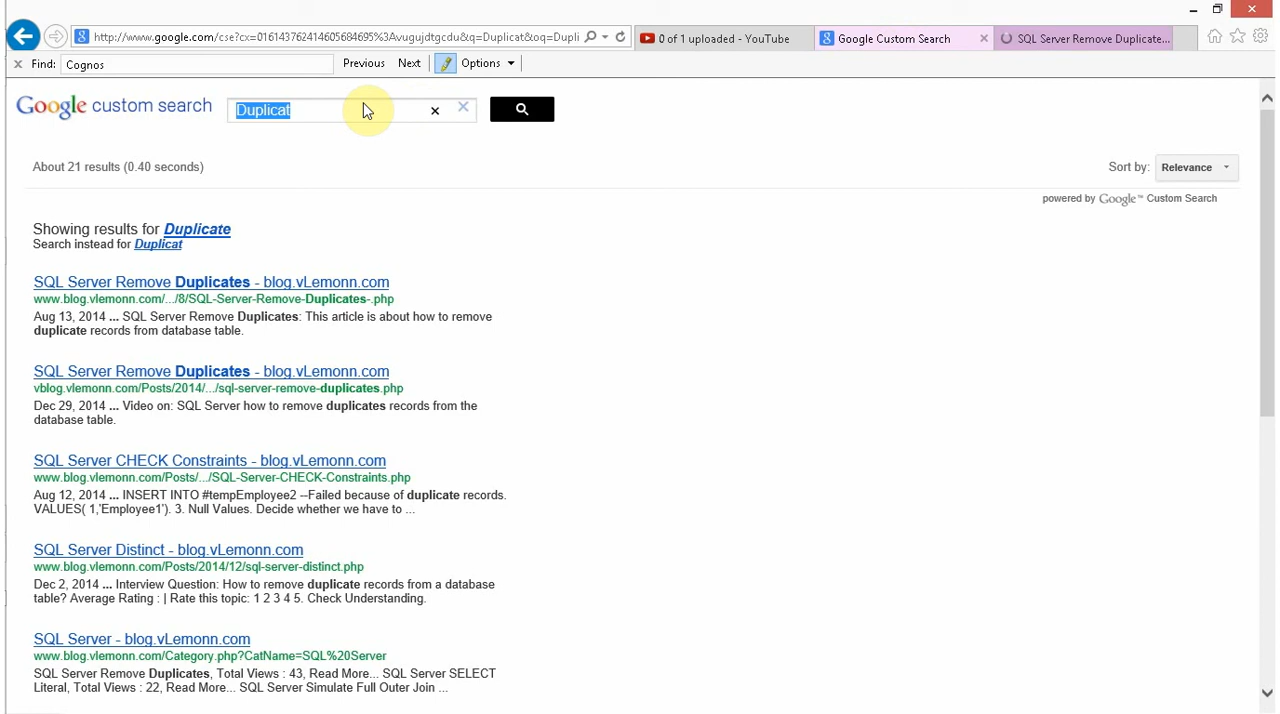 http://www.google.com/cse?cx=016143762414605684695%3Avugujdtgcdu&q=Duplicat&oq=Dupli
0 of 1 uploaded - YouTube
Google Custom Search
SQL Server Remove Duplicate...
Find: Cognos Previous Next Options
Google custom search Duplicat
About 21 results (0.40 seconds)
Sort by: Relevance
powered by Google™ Custom Search
Showing results for Duplicate
Search instead for Duplicat
SQL Server Remove Duplicates - blog.vLemonn.com
www.blog.vlemonn.com/.../8/SQL-Server-Remove-Duplicates-.php
Aug 13, 2014 ... SQL Server Remove Duplicates: This article is about how to remove
duplicate records from database table.
SQL Server Remove Duplicates - blog.vLemonn.com
vblog.vlemonn.com/Posts/2014/.../sql-server-remove-duplicates.php
Dec 29, 2014 ... Video on: SQL Server how to remove duplicates records from the
database table.
SQL Server CHECK Constraints - blog.vLemonn.com
www.blog.vlemonn.com/Posts/.../SQL-Server-CHECK-Constraints.php
Aug 12, 2014 ... INSERT INTO #tempEmployee2 --Failed because of duplicate records.
VALUES( 1,'Employee1'). 3. Null Values. Decide whether we have to ...
SQL Server Distinct - blog.vLemonn.com
www.blog.vlemonn.com/Posts/2014/12/sql-server-distinct.php
Dec 2, 2014 ... Interview Question: How to remove duplicate records from a database
table? Average Rating : | Rate this topic: 1 2 3 4 5. Check Understanding.
SQL Server - blog.vLemonn.com
www.blog.vlemonn.com/Category.php?CatName=SQL%20Server
SQL Server Remove Duplicates, Total Views : 43, Read More... SQL Server SELECT
Literal, Total Views : 22, Read More... SQL Server Simulate Full Outer Join ...